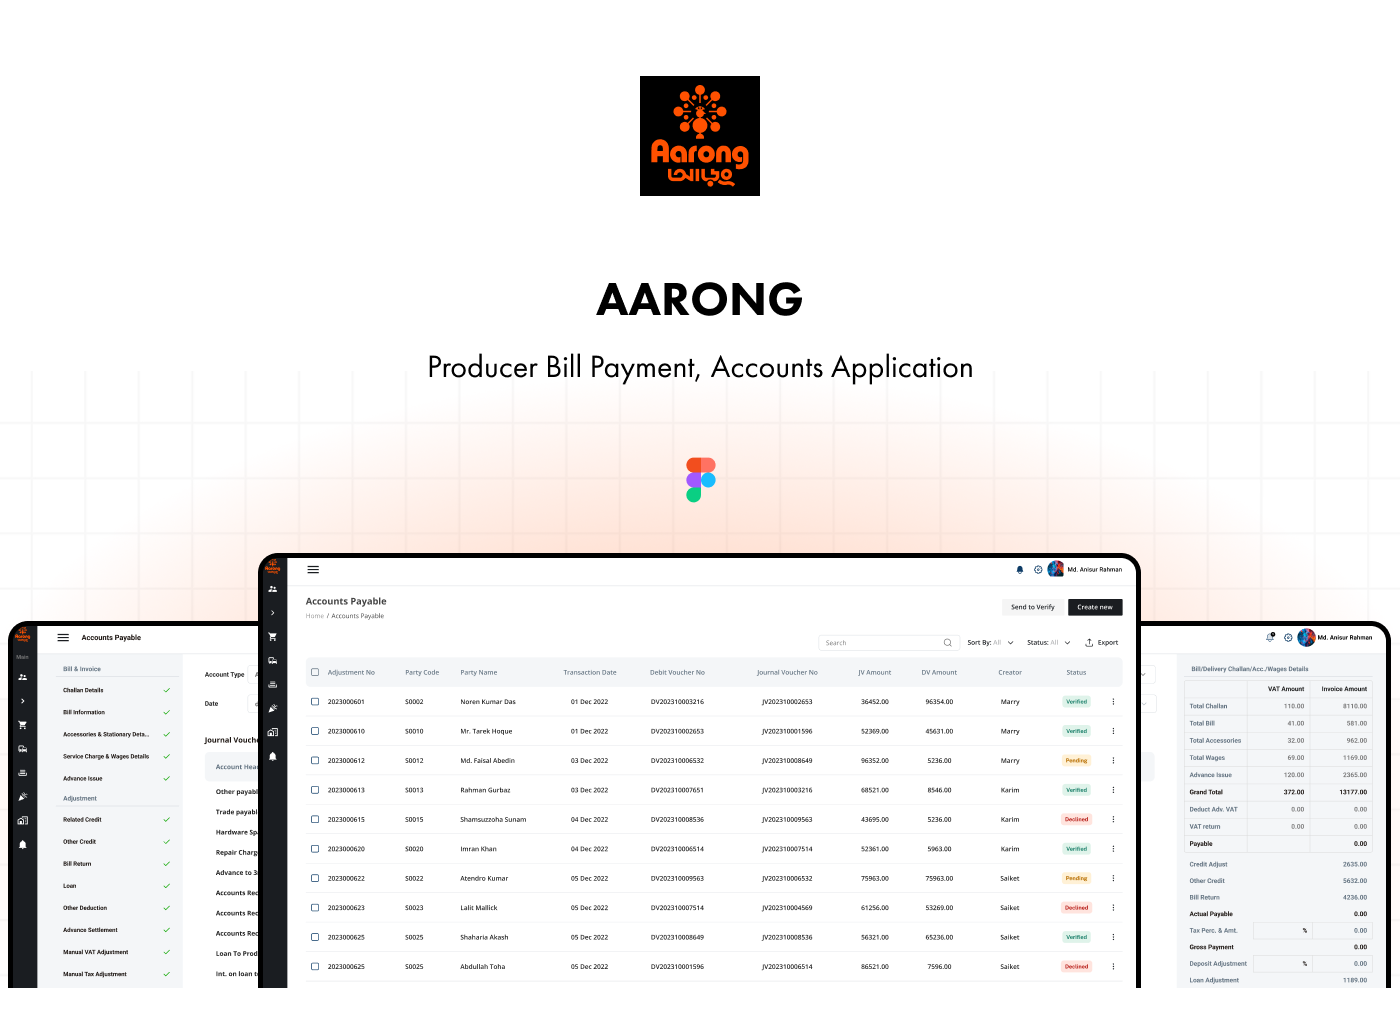 Aarong
আড়ং
AARONG
Producer Bill Payment, Accounts Application
Aarong
Md. Anisur Rahman
Accounts Payable
Home / Accounts Payable
Send to Verify
Create new
Search
Sort By: All
Status: All
Export
Adjustment No Party Code Party Name Transaction Date Debit Voucher No Journal Voucher No JV Amount DV Amount Creator Status
2023000601 S0002 Noren Kumar Das 01 Dec 2022 DV202310003216 JV202310002653 36452.00 96354.00 Marry Verified
2023000610 S0010 Mr. Tarek Hoque 01 Dec 2022 DV202310002653 JV202310001596 52369.00 45631.00 Marry Verified
2023000612 S0012 Md. Faisal Abedin 03 Dec 2022 DV202310006532 JV202310008649 96352.00 5236.00 Marry Pending
2023000613 S0013 Rahman Gurbaz 03 Dec 2022 DV202310007651 JV202310003216 68521.00 8546.00 Karim Verified
2023000615 S0015 Shamsuzzoha Sunam 04 Dec 2022 DV202310008536 JV202310009563 43695.00 5236.00 Karim Declined
2023000620 S0020 Imran Khan 04 Dec 2022 DV202310006514 JV202310007514 52361.00 5963.00 Karim Verified
2023000622 S0022 Atendro Kumar 05 Dec 2022 DV202310009563 JV202310006532 75963.00 75963.00 Saiket Pending
2023000623 S0023 Lalit Mallick 05 Dec 2022 DV202310007514 JV202310004569 61256.00 53269.00 Saiket Declined
2023000625 S0025 Shaharia Akash 05 Dec 2022 DV202310008649 JV202310008536 56321.00 65236.00 Saiket Verified
2023000625 S0025 Abdullah Toha 05 Dec 2022 DV202310001596 JV202310006514 86521.00 7596.00 Saiket Declined
Aarong
Main
Accounts Payable
Bill & Invoice
Challan Details
Bill Information
Accessories & Stationary Deta...
Service Charge & Wages Details
Advance Issue
Adjustment
Related Credit
Other Credit
Bill Return
Loan
Other Deduction
Advance Settlement
Manual VAT Adjustment
Manual Tax Adjustment
Account Type
Date
Journal Vouche
Account Hea
Other payabl
Trade payabl
Hardware Sp
Repair Charg
Advance to 3
Accounts Rec
Accounts Rec
Accounts Rec
Loan To Prod
Int. on loan t
Md. Anisur Rahman
Bill/Delivery Challan/Acc./Wages Details
VAT Amount Invoice Amount
Total Challan 110.00 8110.00
Total Bill 41.00 581.00
Total Accessories 32.00 962.00
Total Wages 69.00 1169.00
Advance Issue 120.00 2365.00
Grand Total 372.00 13177.00
Deduct Adv. VAT 0.00 0.00
VAT return 0.00 0.00
Payable 0.00
Credit Adjust 2635.00
Other Credit 5632.00
Bill Return 4236.00
Actual Payable 0.00
Tax Perc. & Amt. % 0.00
Gross Payment 0.00
Deposit Adjustment % 0.00
Loan Adjustment 1189.00